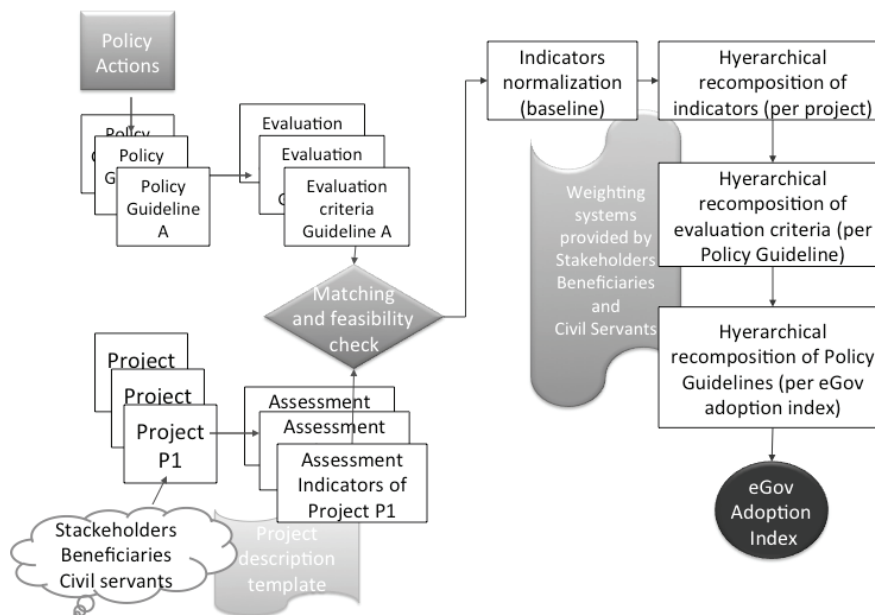 Policy
Actions
Policy
G
Policy
G
Policy
Guideline
A
Evaluation
Evaluation
C
Evaluation
criteria
Guideline A
Matching
and feasibility
check
Project
Project
Project
P1
Assessment
Assessment
Assessment
Indicators of
Project P1
Stackeholders
Beneficiaries
Civil servants
Project
description
template
Indicators
normalization
(baseline)
Hyerarchical
recomposition of
indicators (per project)
Weighting
systems
provided by
Stakeholders
Beneficiaries
and
Civil Servants
Hyerarchical
recomposition of
evaluation criteria (per
Policy Guideline)
Hyerarchical
recomposition of Policy
Guidelines (per eGov
adoption index)
eGov
Adoption
Index